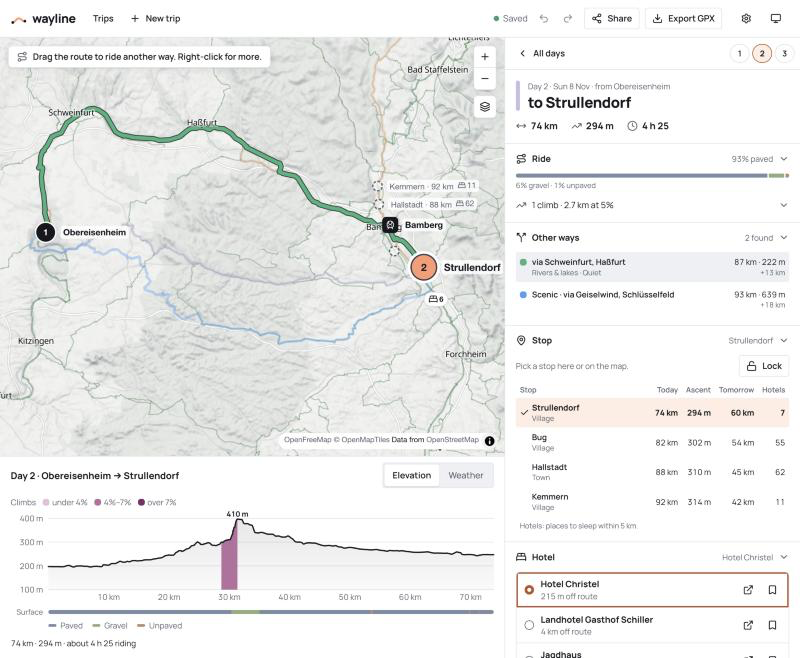 wayline
Trips
New trip
Saved
Share
Export GPX
Drag the route to ride another way. Right-click for more.
+
−
Bad Staffelstein
Schweinfurt
Haßfurt
Kemmern · 92 km 11
Hallstadt · 88 km 62
Bamberg
1 Obereisenheim
2 Strullendorf
6
Kitzingen
Forchheim
OpenFreeMap © OpenMapTiles Data from OpenStreetMap
Day 2 · Obereisenheim → Strullendorf
Elevation
Weather
Climbs under 4% 4%–7% over 7%
410 m
400 m
300 m
200 m
100 m
10 km 20 km 30 km 40 km 50 km 60 km 70 km
Surface
Paved Gravel Unpaved
74 km · 294 m · about 4 h 25 riding
All days
1 2 3
Day 2 · Sun 8 Nov · from Obereisenheim
to Strullendorf
74 km 294 m 4 h 25
Ride 93% paved
6% gravel · 1% unpaved
1 climb · 2.7 km at 5%
Other ways 2 found
via Schweinfurt, Haßfurt 87 km · 222 m
Rivers & lakes · Quiet +13 km
Scenic · via Geiselwind, Schlüsselfeld 93 km · 639 m
+18 km
Stop Strullendorf
Pick a stop here or on the map.
Lock
Stop Today Ascent Tomorrow Hotels
Strullendorf 74 km 294 m 60 km 7
Village
Bug 82 km 302 m 54 km 55
Village
Hallstadt 88 km 310 m 45 km 62
Town
Kemmern 92 km 314 m 42 km 11
Village
Hotels: places to sleep within 5 km.
Hotel Hotel Christel
Hotel Christel
215 m off route
Landhotel Gasthof Schiller
4 km off route
Jagdhaus